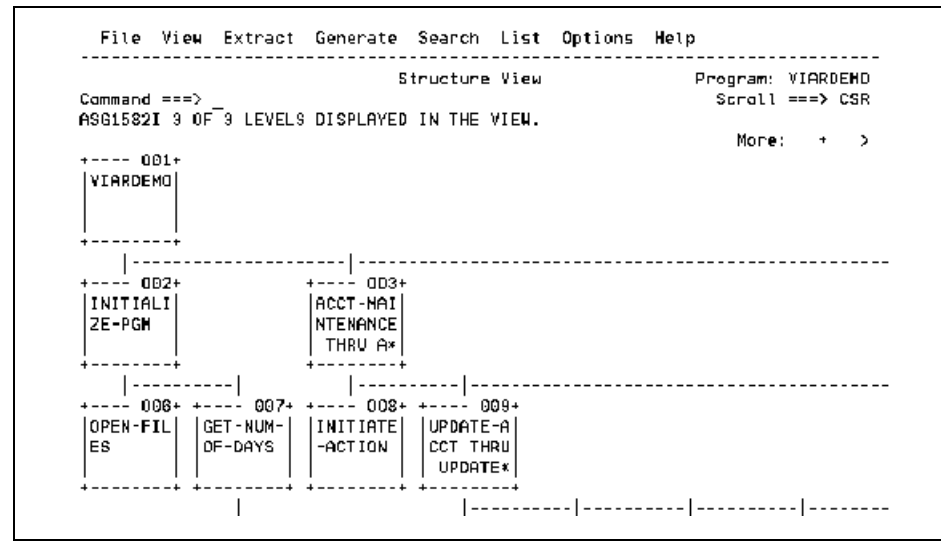 File View Extract Generate Search List Options Help
-----------------------------------------------------------------------------
Structure View Program: VIARDEMO
Command ===> _ Scroll ===> CSR
ASG1582I 9 OF 9 LEVELS DISPLAYED IN THE VIEW.
More: + >
+---- 001+
|VIARDEMO|
+--------+
|--------------------|---------------------------------------------------
+---- 002+ +---- 003+
|INITIALI| |ACCT-MAI|
|ZE-PGM | |NTENANCE|
| THRU A*|
+--------+ +--------+
|----------| |----------|----------------------------------------
+---- 006+ +---- 007+ +---- 008+ +---- 009+
|OPEN-FIL| |GET-NUM-| |INITIATE| |UPDATE-A|
|ES | |OF-DAYS | |-ACTION | |CCT THRU|
| UPDATE*|
+--------+ +--------+ +--------+ +--------+
| |----------|----------|----------|--------